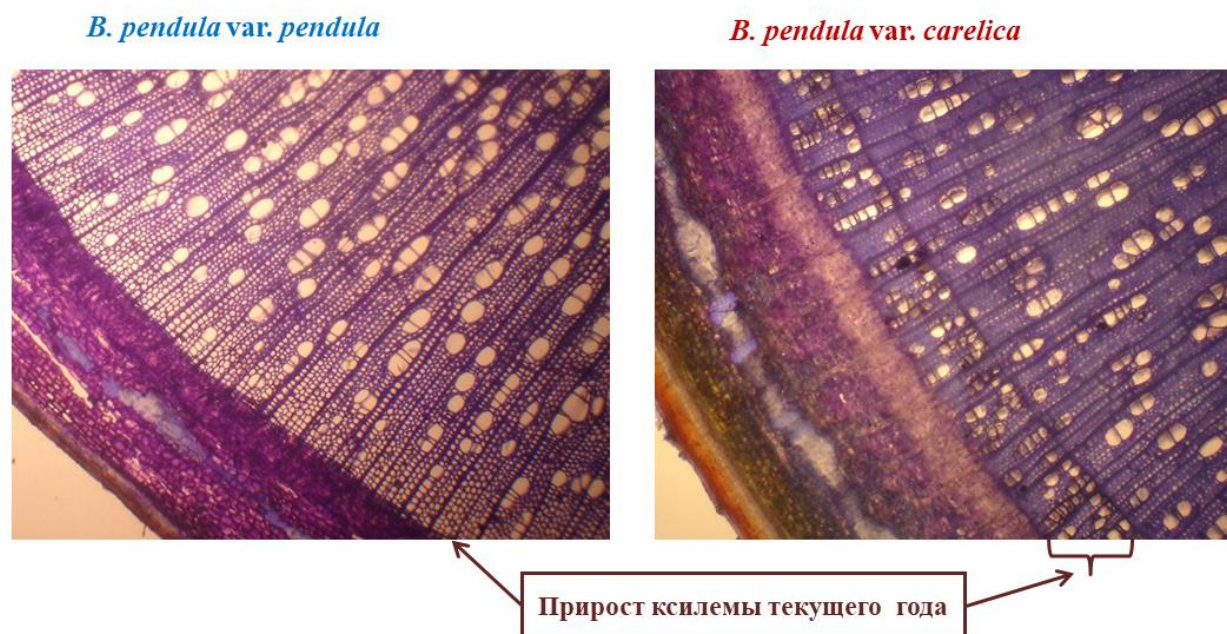 B. pendula var. pendula
B. pendula var. carelica
Прирост ксилемы текущего года